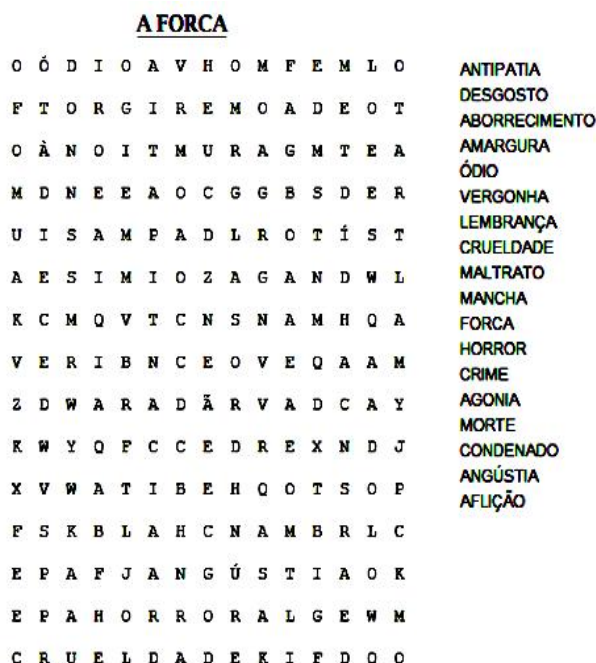 A FORCA
O Ó D I O A V H O M F E M L O
F T O R G I R E M O A D E O T
O À N O I T M U R A G M T E A
M D N E E A O C G G B S D E R
U I S A M P A D L R O T Í S T
A E S I M I O Z A G A N D W L
K C M Q V T C N S N A M H Q A
V E R I B N C E O V E Q A A M
Z D W A R A D Ã R V A D C A Y
K W Y Q F C C E D R E X N D J
X V W A T I B E H Q O T S O P
F S K B L A H C N A M B R L C
E P A F J A N G Ú S T I A O K
E P A H O R R O R A L G E W M
C R U E L D A D E K I F D O O
ANTIPATIA
DESGOSTO
ABORRECIMENTO
AMARGURA
ÓDIO
VERGONHA
LEMBRANÇA
CRUELDADE
MALTRATO
MANCHA
FORCA
HORROR
CRIME
AGONIA
MORTE
CONDENADO
ANGÚSTIA
AFLIÇÃO